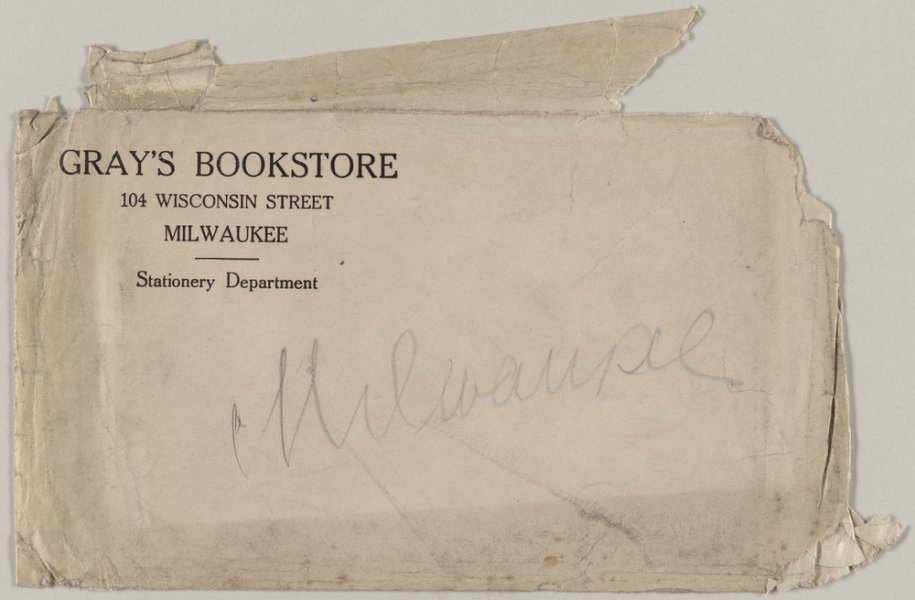 GRAY'S BOOKSTORE
104 WISCONSIN STREET
MILWAUKEE
Stationery Department
Milwaukee